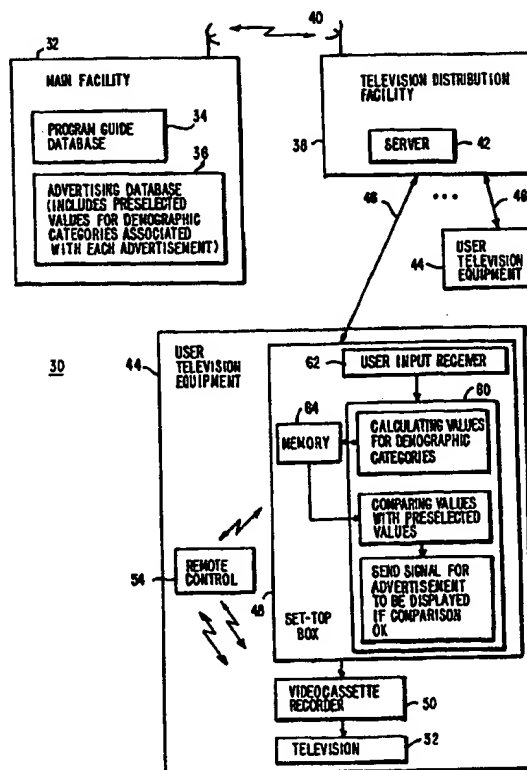 40
32
MAIN FACILITY
PROGRAM GUIDE
DATABASE
34
36
ADVERTISING DATABASE
(INCLUDES PRESELECTED
VALUES FOR DEMOGRAPHIC
CATEGORIES ASSOCIATED
WITH EACH ADVERTISEMENT)
TELEVISION DISTRIBUTION
FACILITY
38
SERVER
42
46
...
46
USER
TELEVISION
EQUIPMENT
44
30
44
USER
TELEVISION
EQUIPMENT
62
USER INPUT RECEIVER
60
64
MEMORY
CALCULATING VALUES
FOR DEMOGRAPHIC
CATEGORIES
COMPARING VALUES
WITH PRESELECTED
VALUES
SEND SIGNAL FOR
ADVERTISEMENT
TO BE DISPLAYED
IF COMPARISON
OK
REMOTE
CONTROL
54
48
SET-TOP
BOX
VIDEOCASSETTE
RECORDER
50
TELEVISION
52